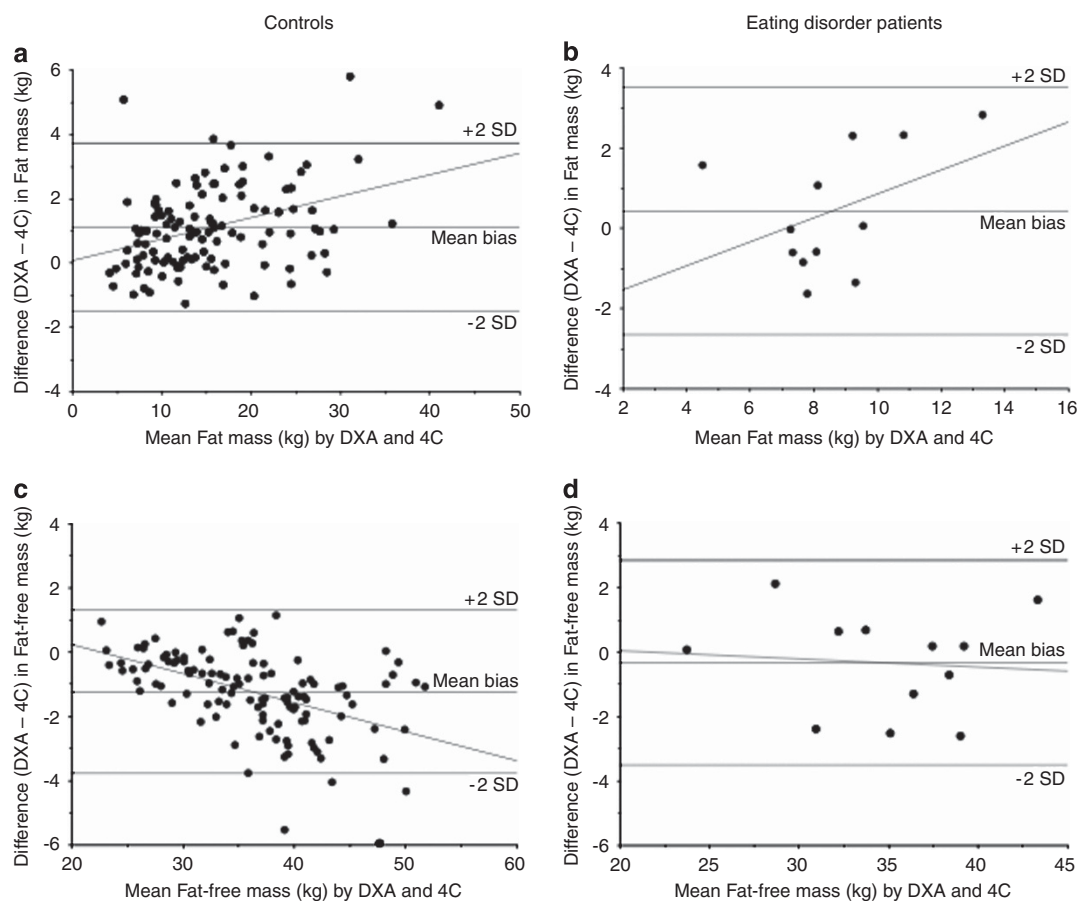 Controls
Eating disorder patients
a
b
Difference (DXA – 4C) in Fat mass (kg)
6
4
2
0
-2
-4
+2 SD
Mean bias
-2 SD
0
10
20
30
40
50
Mean Fat mass (kg) by DXA and 4C
Difference (DXA – 4C) in Fat mass (kg)
4
2
0
-2
-4
+2 SD
Mean bias
-2 SD
2
4
6
8
10
12
14
16
Mean Fat mass (kg) by DXA and 4C
c
d
Difference (DXA – 4C) in Fat-free mass (kg)
4
2
0
-2
-4
-6
+2 SD
Mean bias
-2 SD
20
30
40
50
60
Mean Fat-free mass (kg) by DXA and 4C
Difference (DXA – 4C) in Fat-free mass (kg)
4
2
0
-2
-4
-6
+2 SD
Mean bias
-2 SD
20
25
30
35
40
45
Mean Fat-free mass (kg) by DXA and 4C